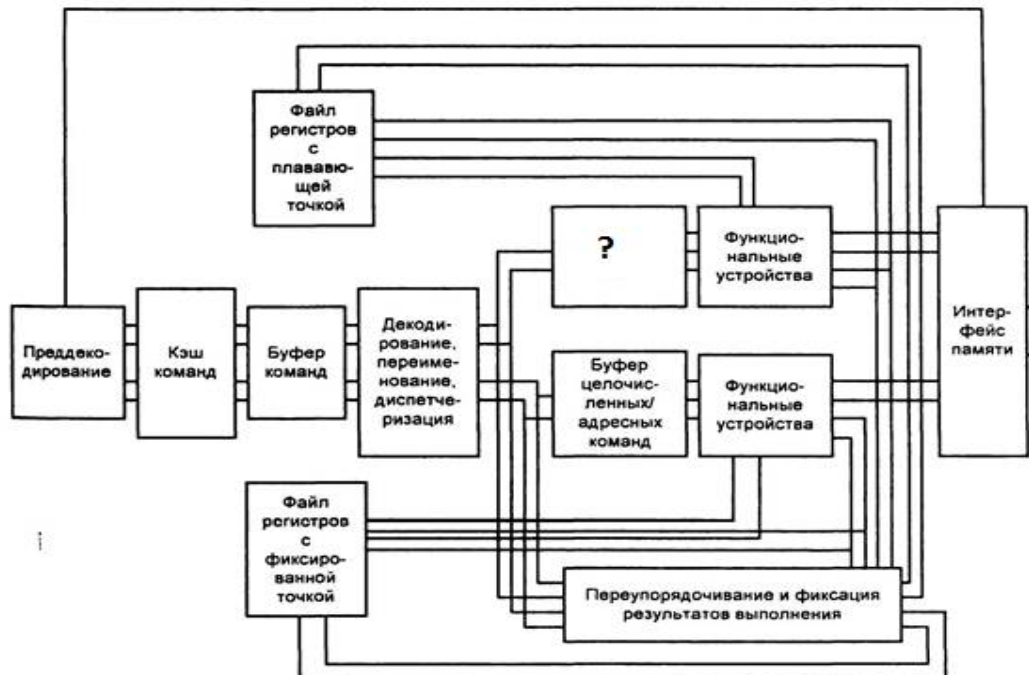 Файл
регистров
с
плаваю-
щей
точкой
?
Функцио-
нальные
устройства
Интер-
фейс
памяти
Преддеко-
дирование
Кэш
команд
Буфер
команд
Декоди-
рование,
переиме-
нование,
диспетче-
ризация
Буфер
целочис-
ленных/
адресных
команд
Функцио-
нальные
устройства
Файл
регистров
с
фиксиро-
ванной
точкой
Переупорядочивание и фиксация
результатов выполнения